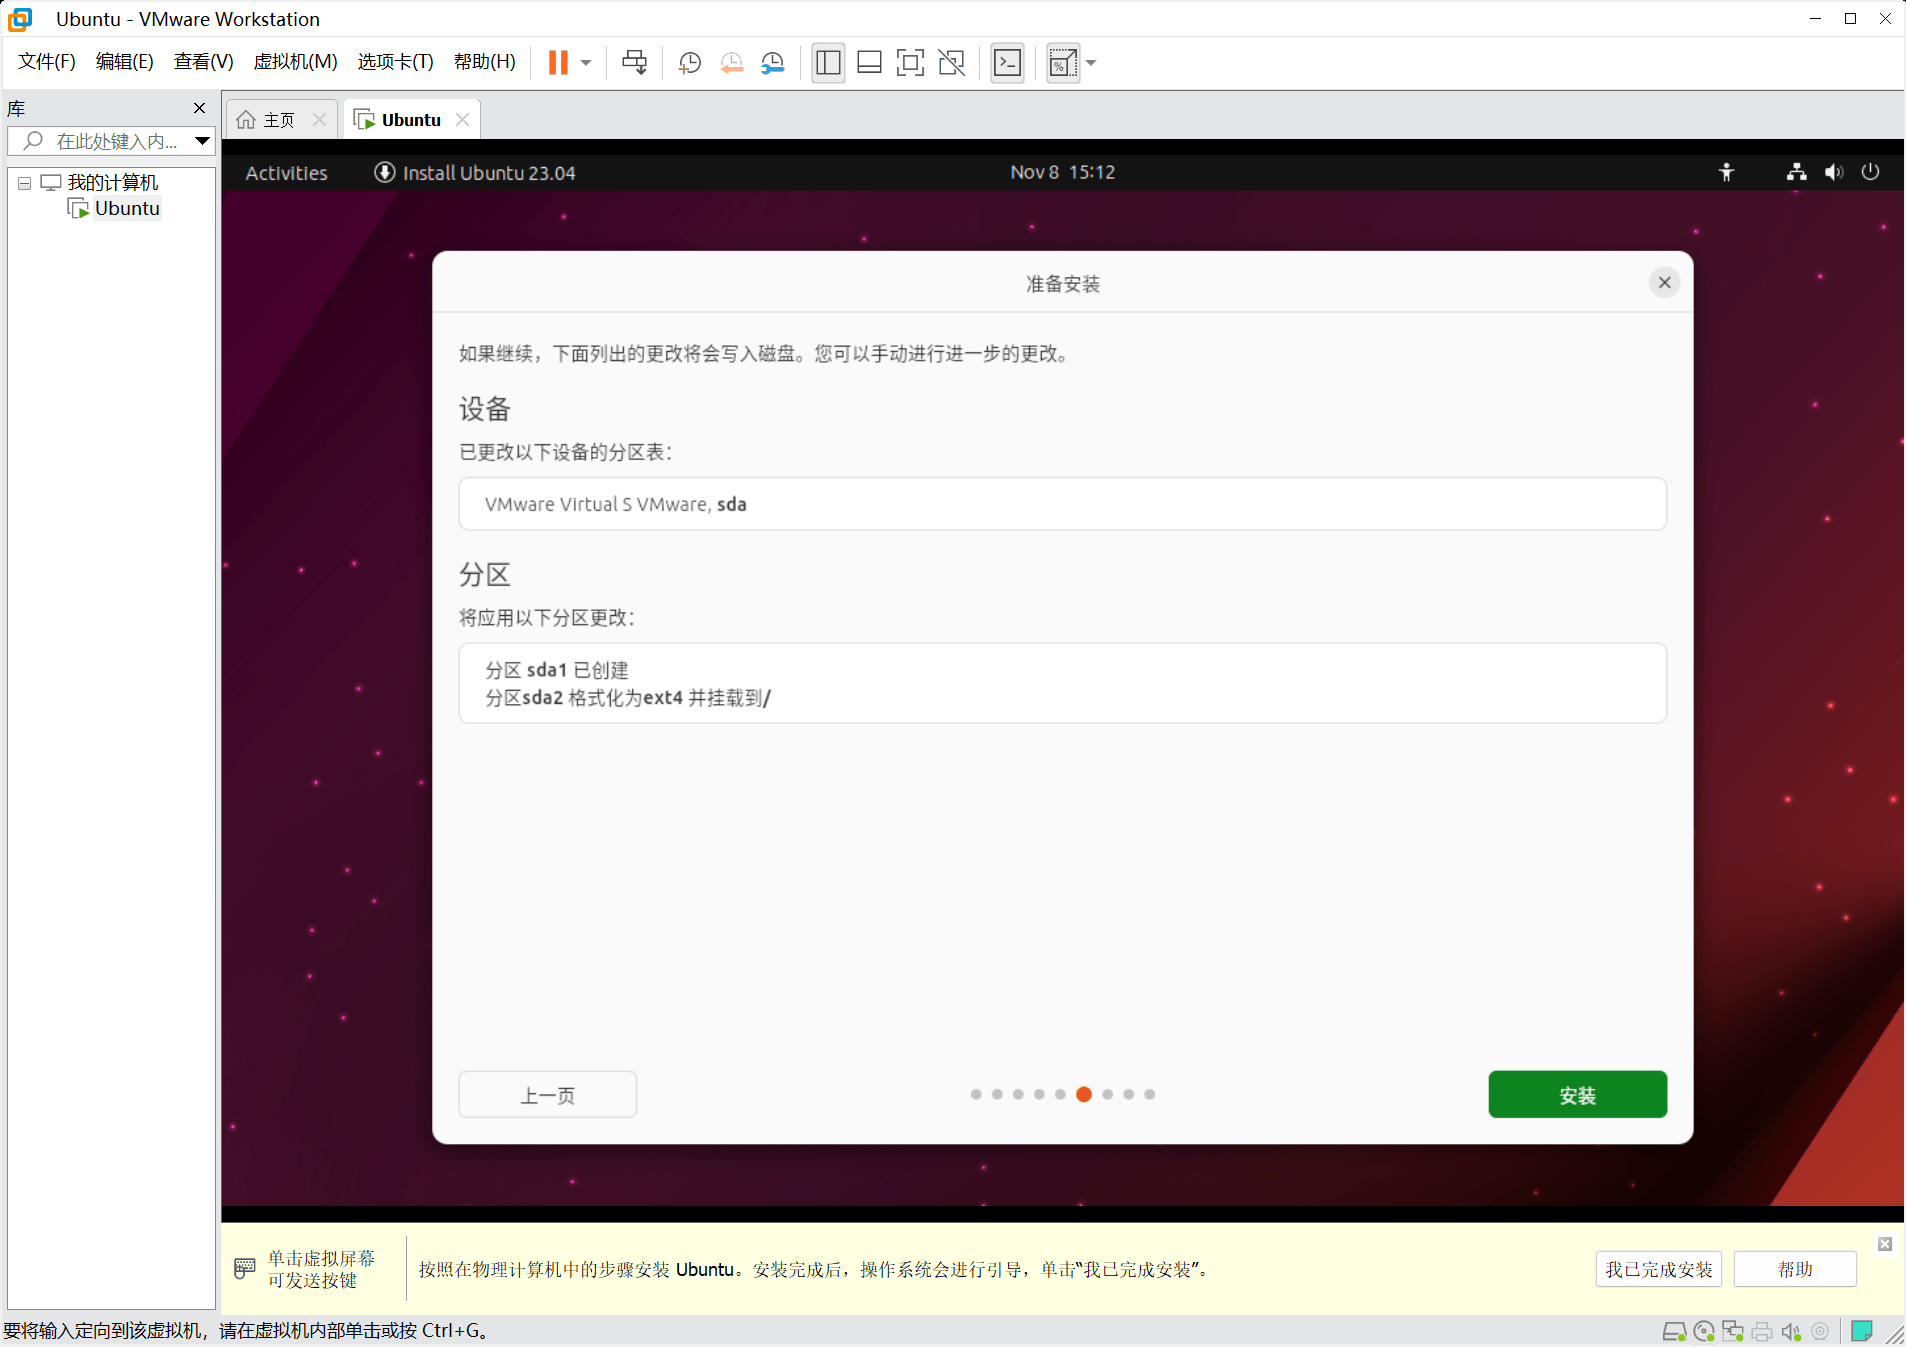 Ubuntu - VMware Workstation
文件(F) 编辑(E) 查看(V) 虚拟机(M) 选项卡(T) 帮助(H)
库
主页
Ubuntu
在此处键入内...
我的计算机
Ubuntu
Activities
Install Ubuntu 23.04
Nov 8 15:12
准备安装
如果继续，下面列出的更改将会写入磁盘。您可以手动进行进一步的更改。
设备
已更改以下设备的分区表：
VMware Virtual S VMware, sda
分区
将应用以下分区更改：
分区 sda1 已创建
分区sda2 格式化为ext4 并挂载到/
上一页
安装
单击虚拟屏幕
可发送按键
按照在物理计算机中的步骤安装 Ubuntu。安装完成后，操作系统会进行引导，单击“我已完成安装”。
我已完成安装
帮助
要将输入定向到该虚拟机，请在虚拟机内部单击或按 Ctrl+G。